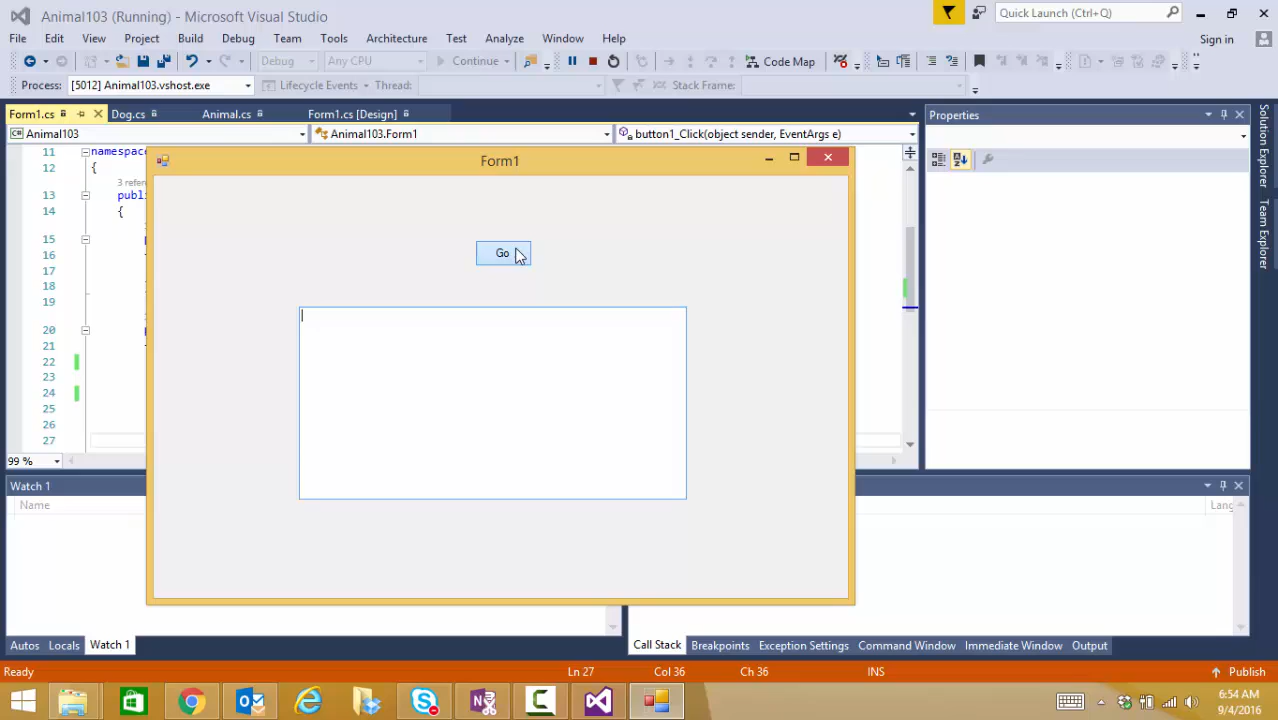 Animal103 (Running) - Microsoft Visual Studio
Quick Launch (Ctrl+Q)
File Edit View Project Build Debug Team Tools Architecture Test Analyze Window Help Sign in
Debug Any CPU Continue Code Map
Process: [5012] Animal103.vshost.exe Lifecycle Events Thread: Stack Frame:
Form1.cs Dog.cs Animal.cs Form1.cs [Design] Properties
Animal103 Animal103.Form1 button1_Click(object sender, EventArgs e)
11 namespace
12 {
3 refere
13 publi
14 {
15
16
17
18
19
20
21
22
23
24
25
26
27
Form1
Go
99 %
Watch 1
Name
Lang
Autos Locals Watch 1 Call Stack Breakpoints Exception Settings Command Window Immediate Window Output
Ready Ln 27 Col 36 Ch 36 INS Publish
6:54 AM
9/4/2016
Solution Explorer
Team Explorer